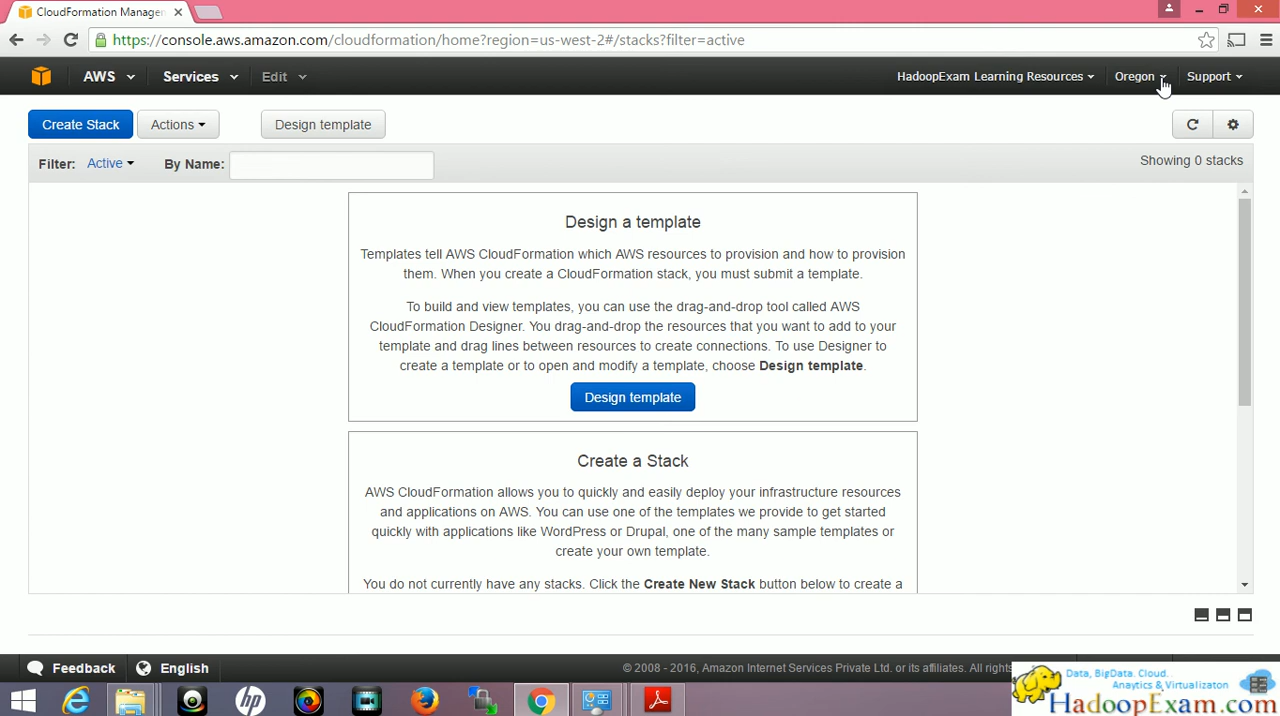 CloudFormation Managem
https://console.aws.amazon.com/cloudformation/home?region=us-west-2#/stacks?filter=active
AWS Services Edit HadoopExam Learning Resources Oregon Support
Create Stack Actions Design template
Filter: Active By Name: Showing 0 stacks
Design a template
Templates tell AWS CloudFormation which AWS resources to provision and how to provision
them. When you create a CloudFormation stack, you must submit a template.
To build and view templates, you can use the drag-and-drop tool called AWS
CloudFormation Designer. You drag-and-drop the resources that you want to add to your
template and drag lines between resources to create connections. To use Designer to
create a template or to open and modify a template, choose Design template.
Design template
Create a Stack
AWS CloudFormation allows you to quickly and easily deploy your infrastructure resources
and applications on AWS. You can use one of the templates we provide to get started
quickly with applications like WordPress or Drupal, one of the many sample templates or
create your own template.
You do not currently have any stacks. Click the Create New Stack button below to create a
Feedback English © 2008 - 2016, Amazon Internet Services Private Ltd. or its affiliates. All rights
hp
Data, BigData. Cloud.
Anaytics & Virtualizaton
HadoopExam.com